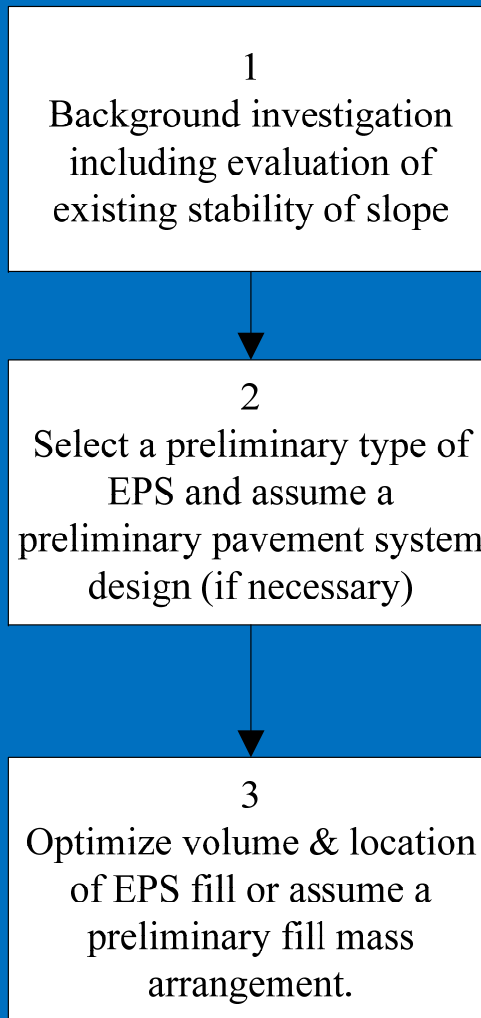 1
Background investigation
including evaluation of
existing stability of slope
2
Select a preliminary type of
EPS and assume a
preliminary pavement system
design (if necessary)
3
Optimize volume & location
of EPS fill or assume a
preliminary fill mass
arrangement.